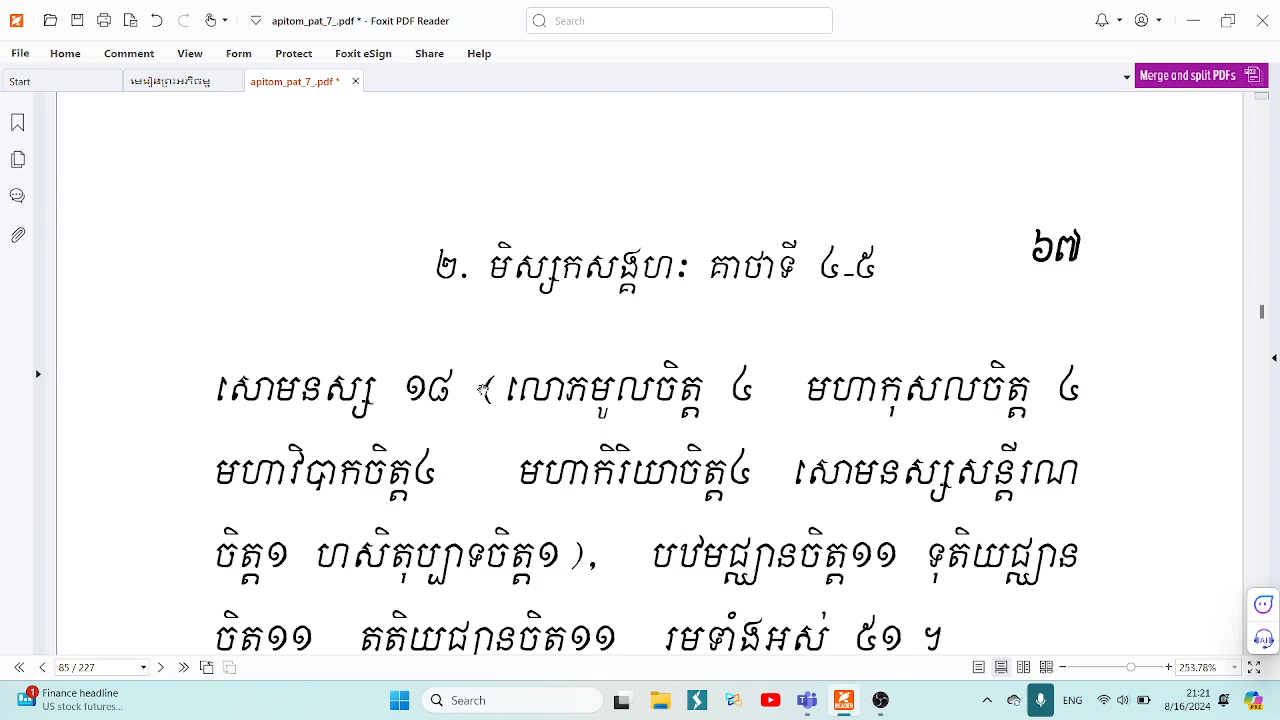 apitom_pat_7_.pdf * - Foxit PDF Reader
Search
File Home Comment View Form Protect Foxit eSign Share Help
Start
apitom_pat_7_.pdf *
Merge and split PDFs
៦៧
២. មិស្សកសង្គហៈ គាថាទី ៤-៥
សោមនស្ស ១៨ (លោភមូលចិត្ត ៤ មហាកុសលចិត្ត ៤
មហាវិបាកចិត្ត៤ មហាកិរិយាចិត្ត៤ សោមនស្សសន្តីរណ
ចិត្ត១ ហសិតុប្បាទចិត្ត១), បឋមជ្ឈានចិត្ត១១ ទុតិយជ្ឈាន
ចិត្ត១១ តតិយជ្ឈានចិត្ត១១ រួមទាំងអស់ ៥១ ។
85 / 227
253.78%
1
Finance headline
US stock futures...
Search
READER
ENG
21:21
8/16/2024
PRE
AI